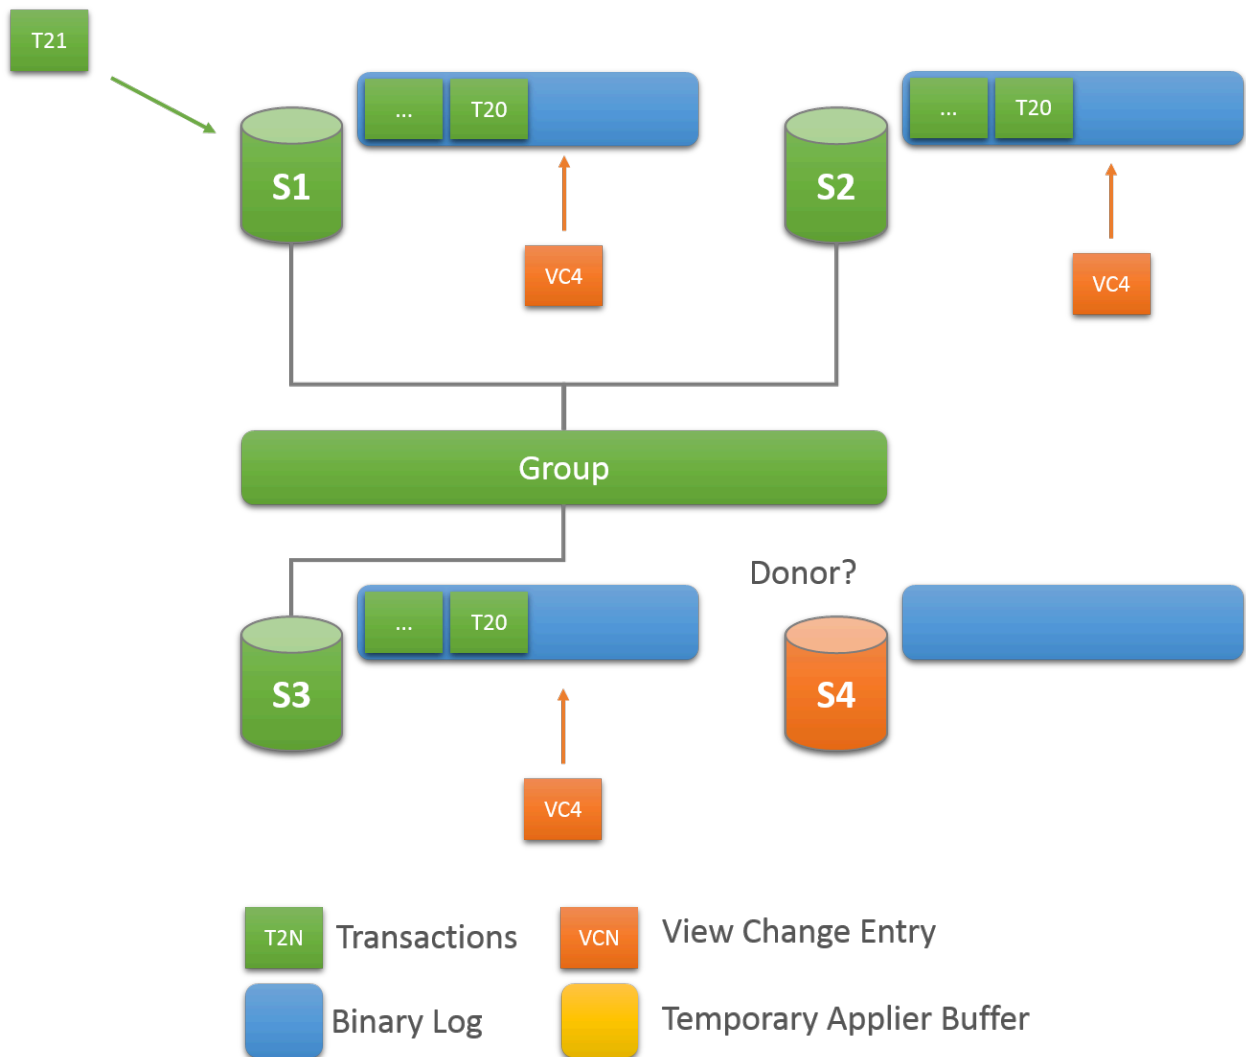 T21
... T20
... T20
S1
S2
VC4
VC4
Group
Donor?
... T20
S3
S4
VC4
T2N Transactions
VCN View Change Entry
Binary Log
Temporary Applier Buffer